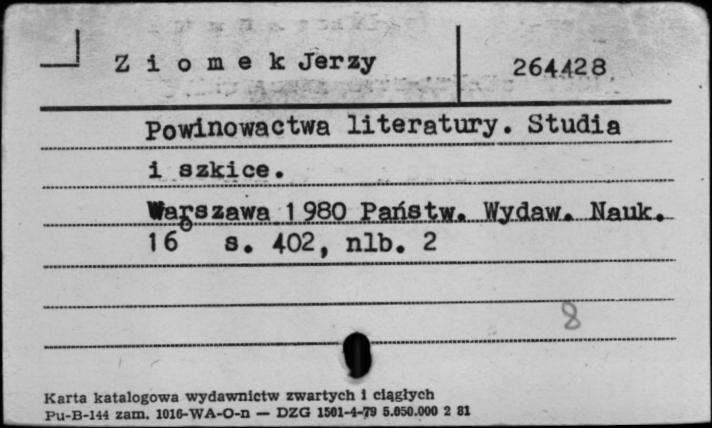 Z i o m e k Jerzy 264428
Powinowactwa literatury. Studia
i szkice.
Warszawa 1980 Państw. Wydaw. Nauk.
16° s. 402, nlb. 2
8
Karta katalogowa wydawnictw zwartych i ciągłych
Pu-B-144 zam. 1016-WA-O-n — DZG 1501-4-79 5.050.000 2 81